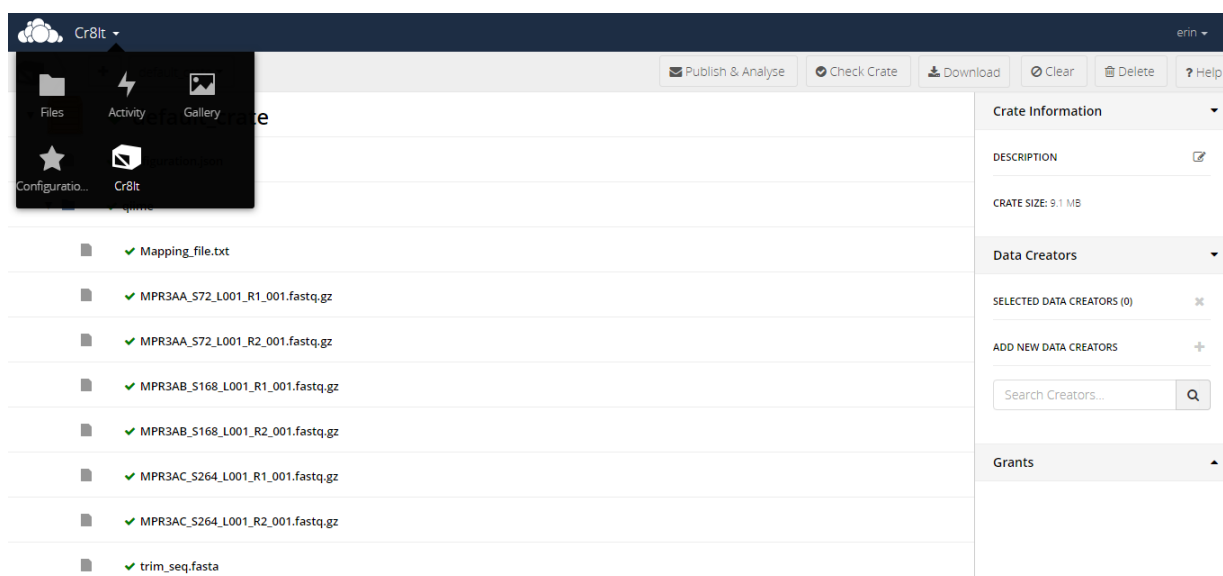 Cr8It
erin
Publish & Analyse
Check Crate
Download
Clear
Delete
? Help
Files
Activity
Gallery
default_crate
Configuratio...
Cr8It
Crate Information
DESCRIPTION
CRATE SIZE: 9.1 MB
Mapping_file.txt
MPR3AA_S72_L001_R1_001.fastq.gz
MPR3AA_S72_L001_R2_001.fastq.gz
MPR3AB_S168_L001_R1_001.fastq.gz
MPR3AB_S168_L001_R2_001.fastq.gz
MPR3AC_S264_L001_R1_001.fastq.gz
MPR3AC_S264_L001_R2_001.fastq.gz
trim_seq.fasta
Data Creators
SELECTED DATA CREATORS (0)
ADD NEW DATA CREATORS
Search Creators...
Grants